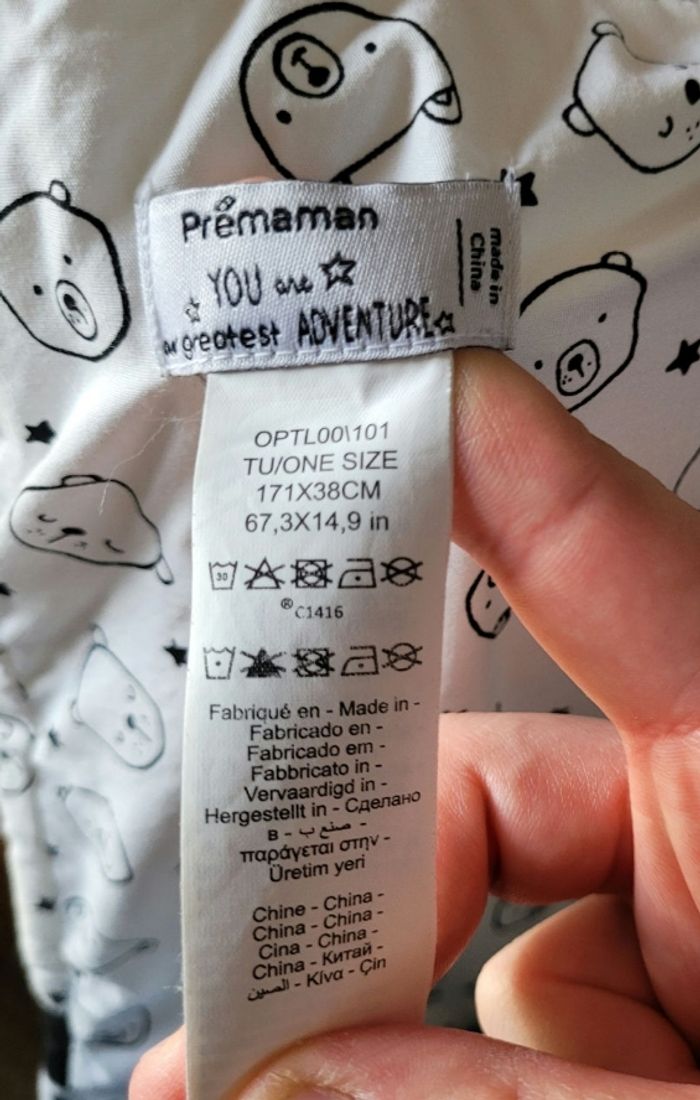 Prémaman
YOU are
our greatest ADVENTURE
made in
China
OPTL00\101
TU/ONE SIZE
171X38CM
67,3X14,9 in
30
®C1416
Fabriqué en - Made in -
Fabricado en -
Fabricado em -
Fabbricato in -
Vervaardigd in -
Hergestellt in - Сделано
в - صنع ب -
παράγεται στην -
Üretim yeri
Chine - China -
China - China -
Cina - China -
China - Китай -
الصين - Κίνα - Çin